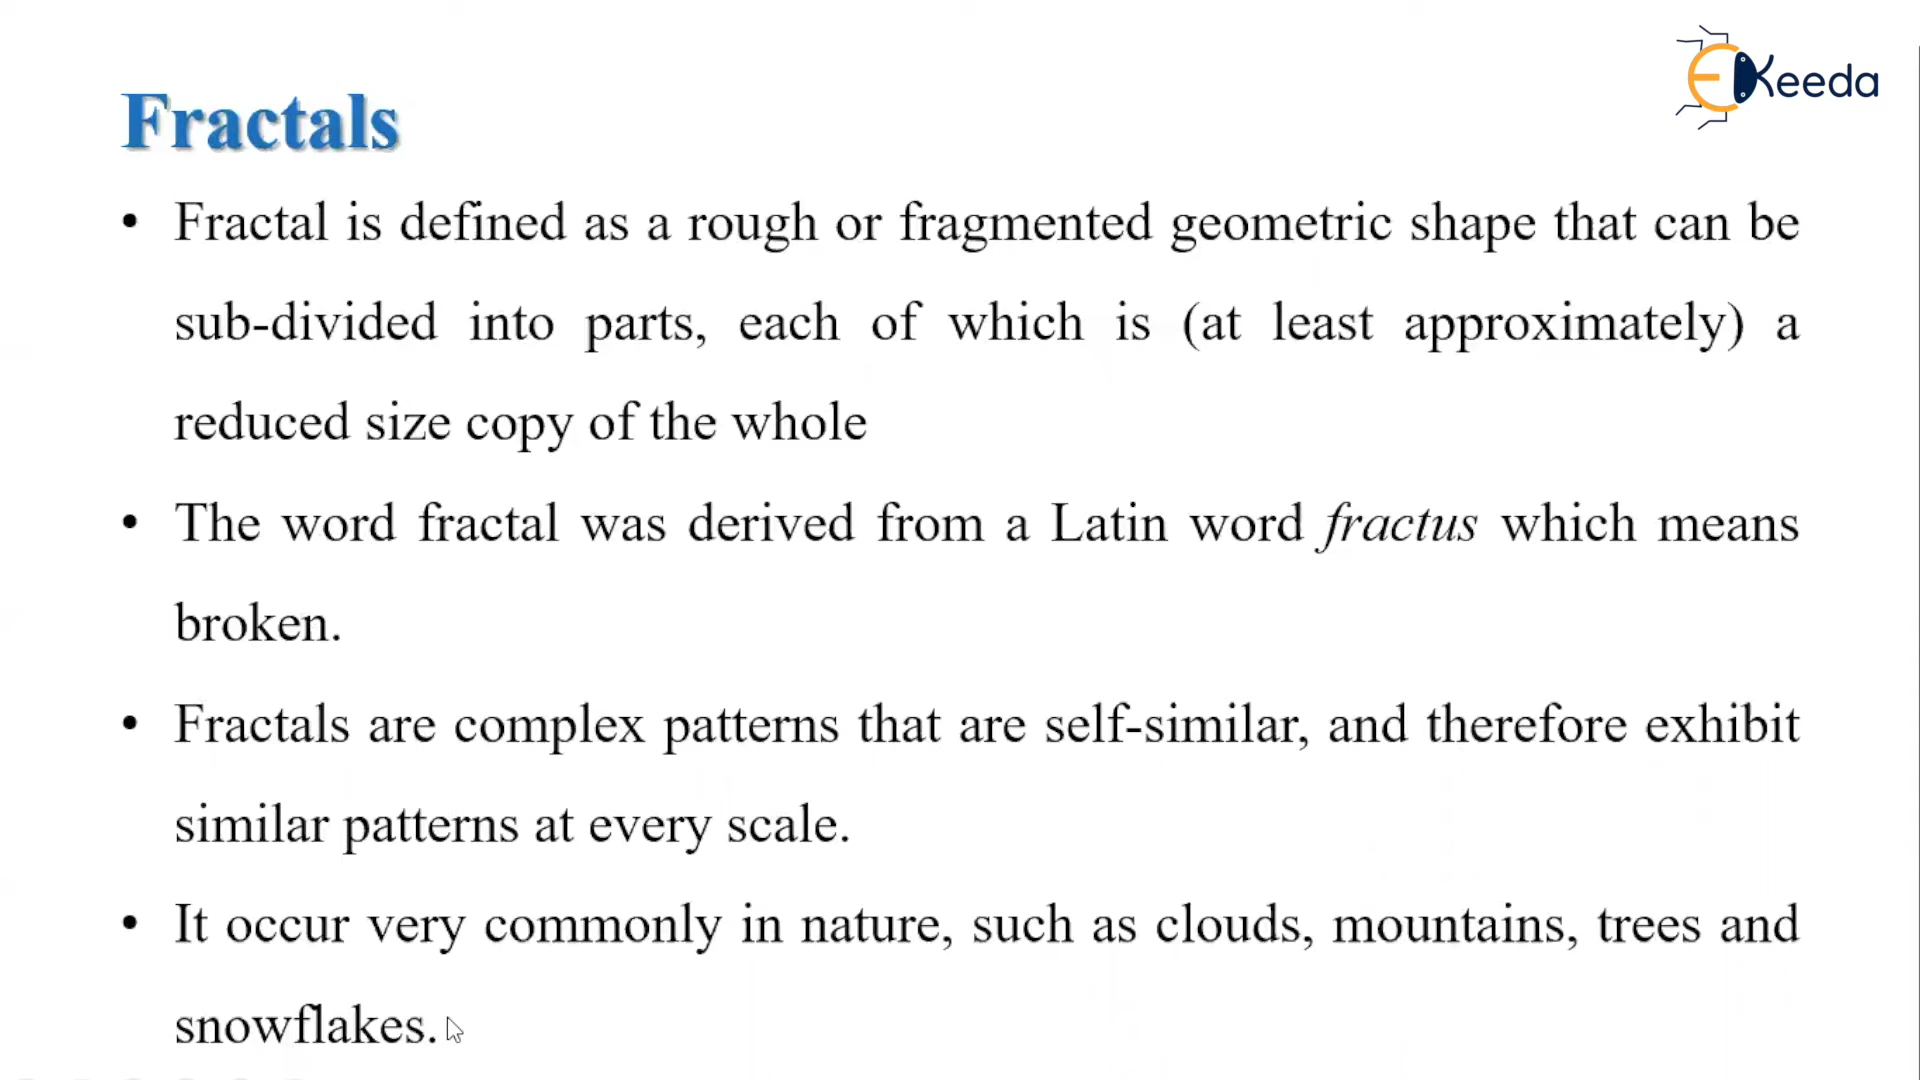 EKeeda
Fractals
• Fractal is defined as a rough or fragmented geometric shape that can be
sub-divided into parts, each of which is (at least approximately) a
reduced size copy of the whole
• The word fractal was derived from a Latin word fractus which means
broken.
• Fractals are complex patterns that are self-similar, and therefore exhibit
similar patterns at every scale.
• It occur very commonly in nature, such as clouds, mountains, trees and
snowflakes.